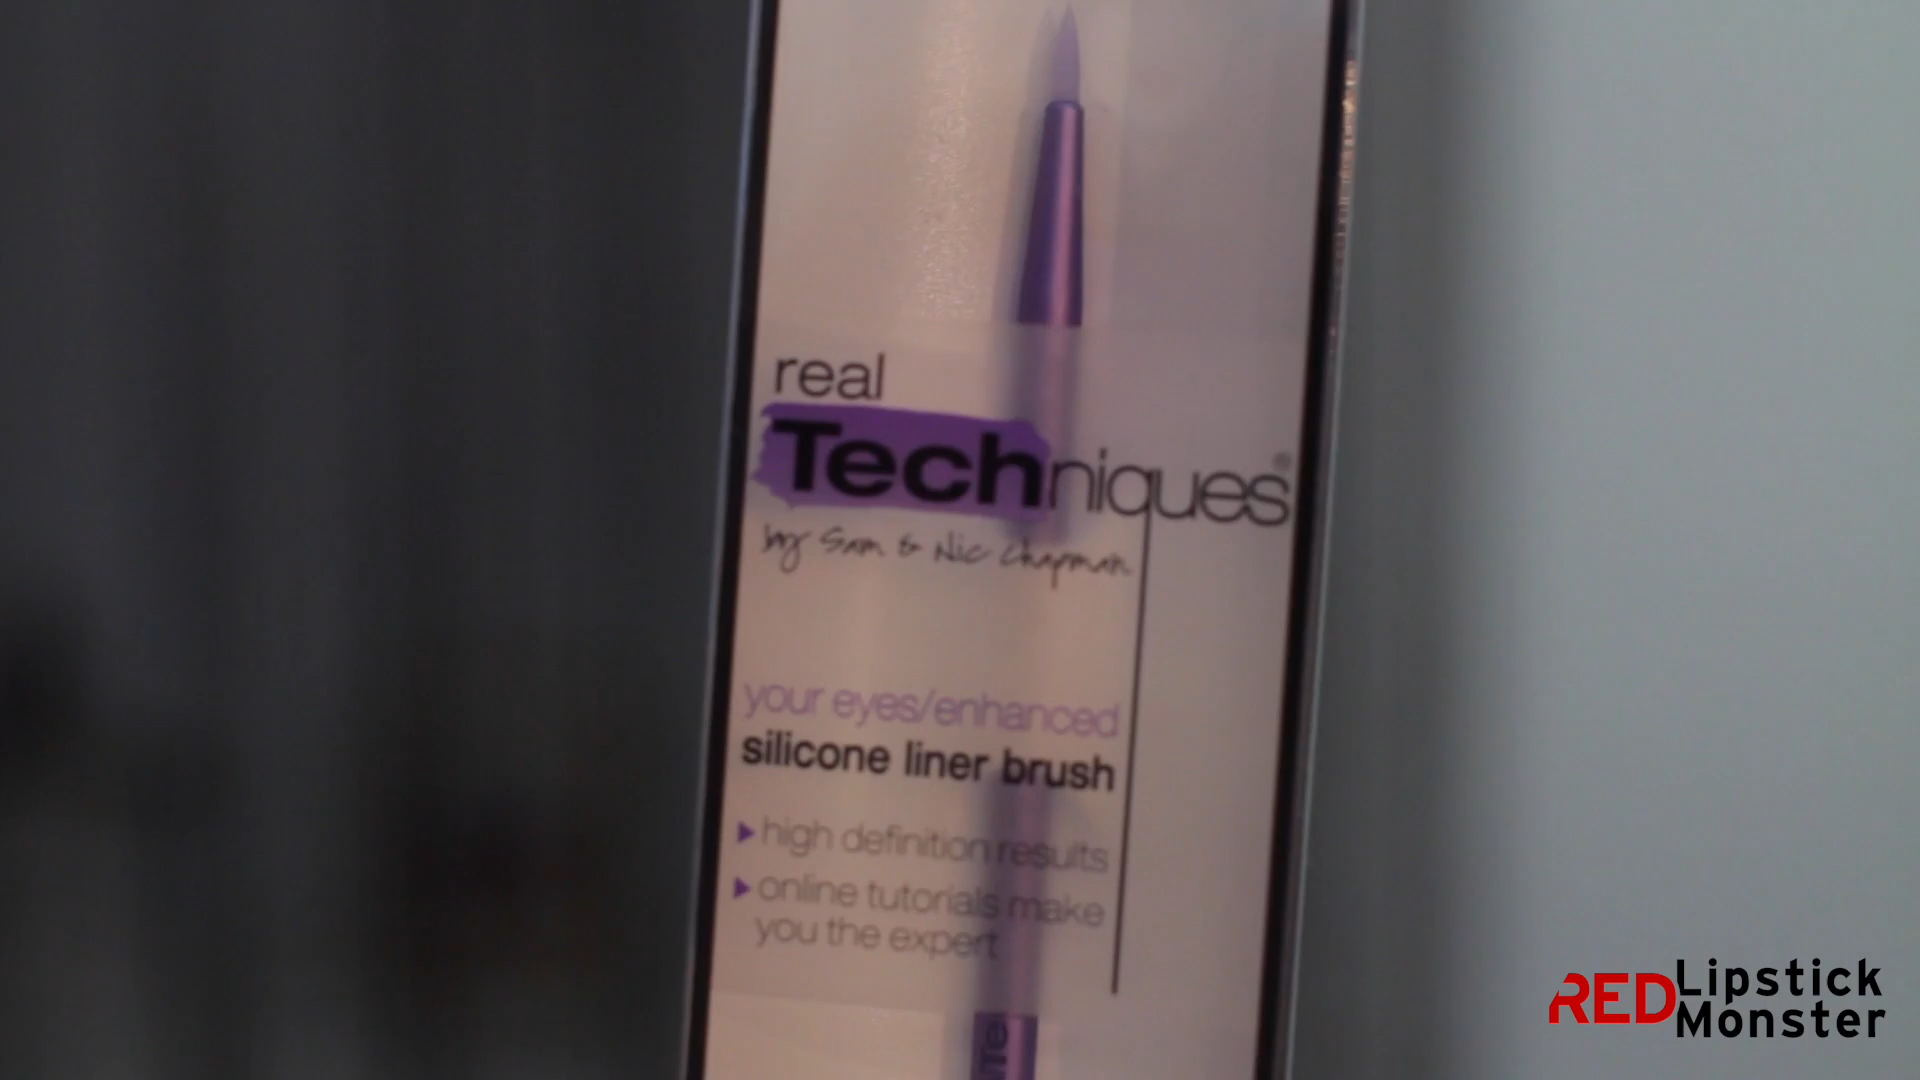 real
Techniques®
by Sam & Nic Chapman
your eyes/enhanced
silicone liner brush
high definition results
online tutorials make
you the expert
RED Lipstick
Monster